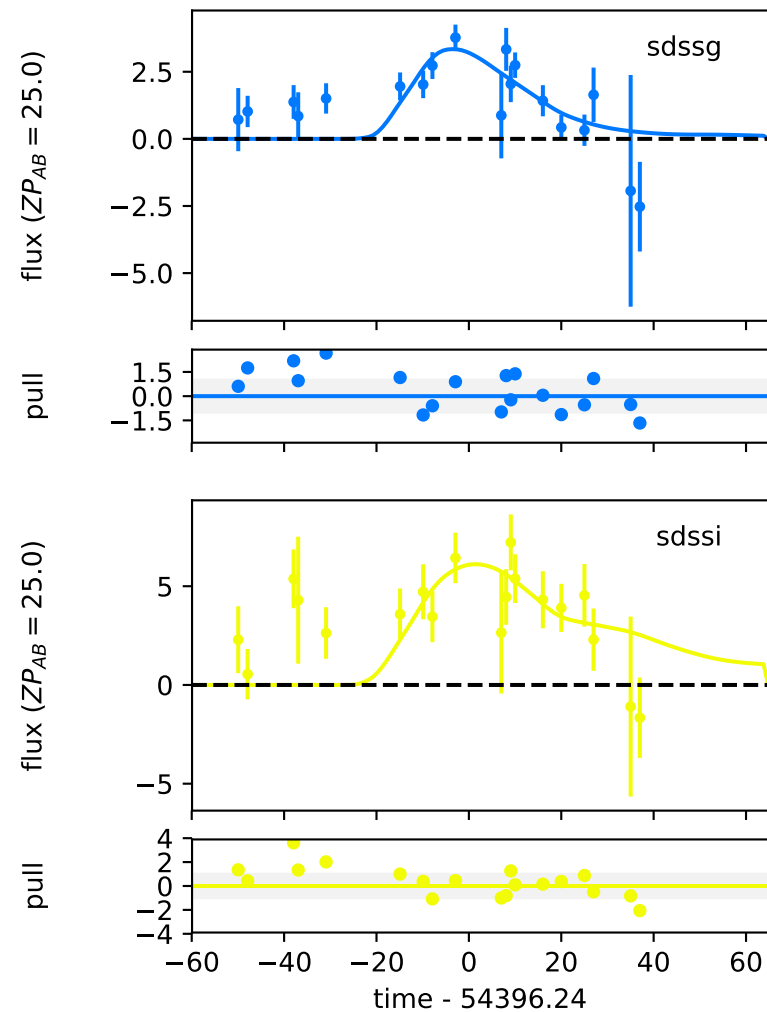 sdssg
flux (ZP_AB = 25.0)
2.5
0.0
−2.5
−5.0
pull
1.5
0.0
−1.5
sdssi
flux (ZP_AB = 25.0)
5
0
−5
pull
4
2
0
−2
−4
−60 −40 −20 0 20 40 60
time - 54396.24